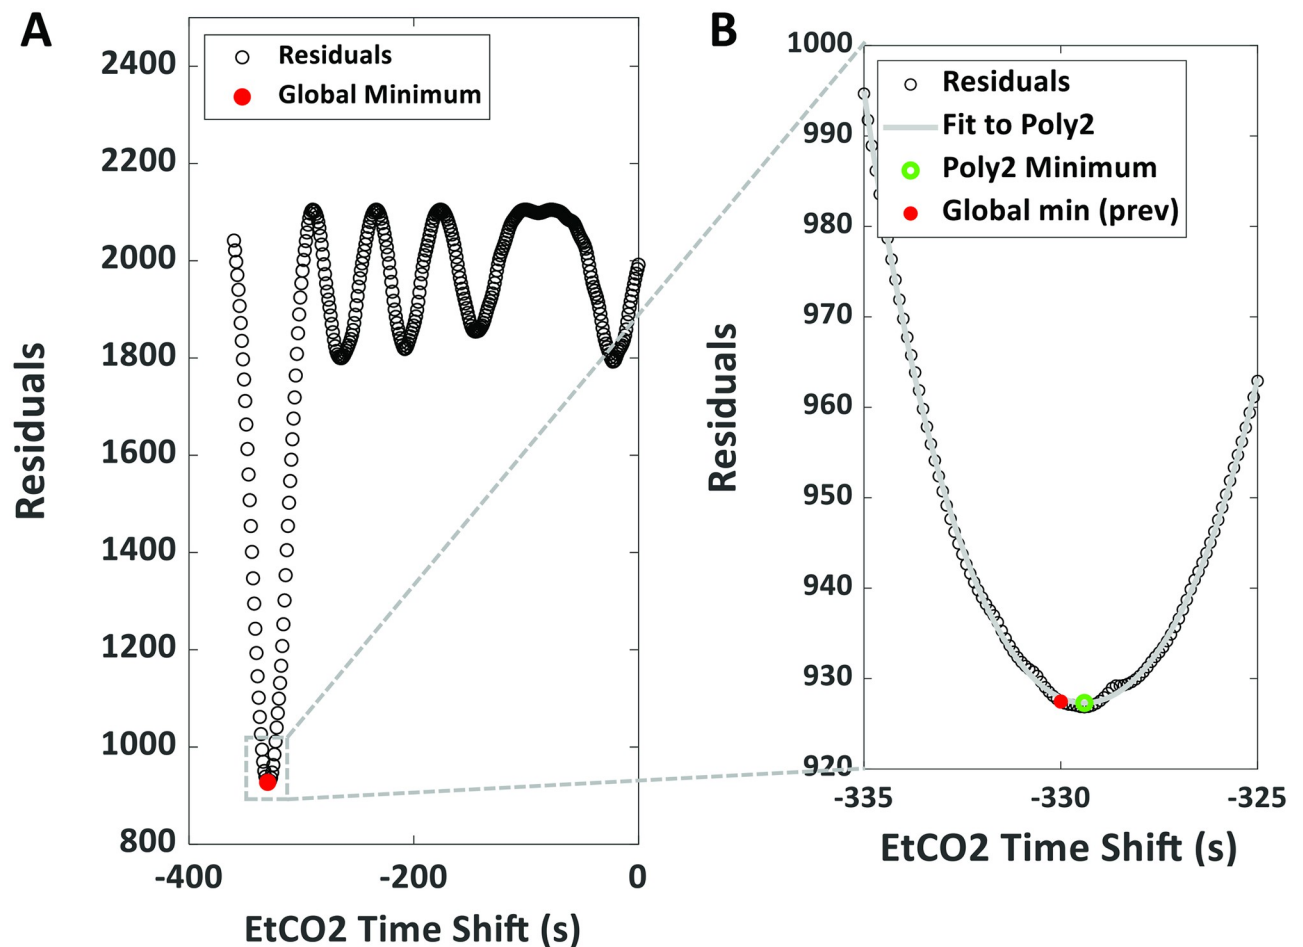 A
Residuals
Global Minimum
2400
2200
2000
1800
1600
1400
1200
1000
800
Residuals
-400
-200
0
EtCO2 Time Shift (s)
B
Residuals
Fit to Poly2
Poly2 Minimum
Global min (prev)
1000
990
980
970
960
950
940
930
920
Residuals
-335
-330
-325
EtCO2 Time Shift (s)